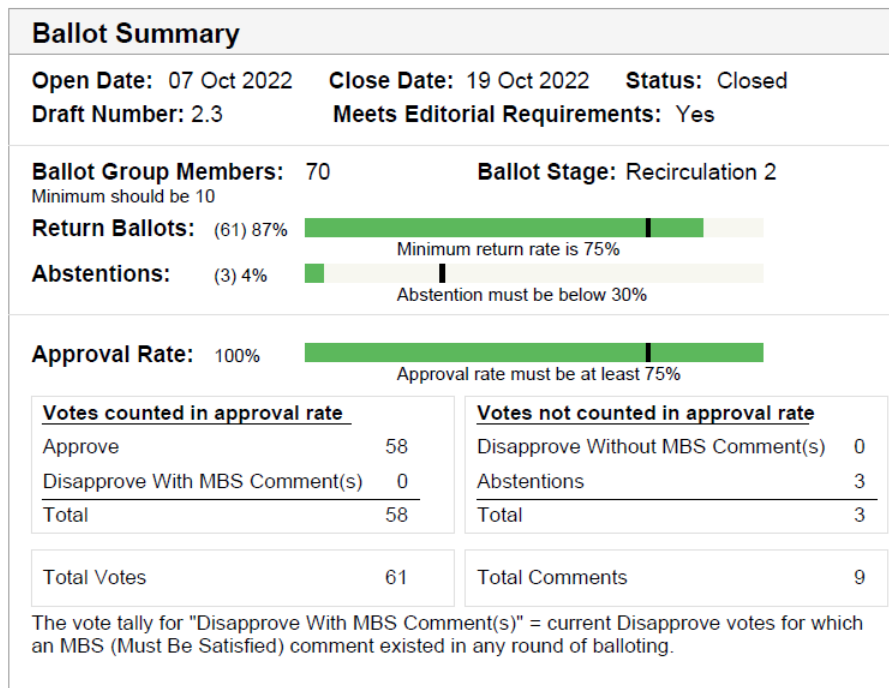 Ballot Summary
Open Date: 07 Oct 2022 Close Date: 19 Oct 2022 Status: Closed
Draft Number: 2.3 Meets Editorial Requirements: Yes
Ballot Group Members: 70 Ballot Stage: Recirculation 2
Minimum should be 10
Return Ballots: (61) 87%
Minimum return rate is 75%
Abstentions: (3) 4%
Abstention must be below 30%
Approval Rate: 100%
Approval rate must be at least 75%
Votes counted in approval rate
Approve 58
Disapprove With MBS Comment(s) 0
Total 58
Votes not counted in approval rate
Disapprove Without MBS Comment(s) 0
Abstentions 3
Total 3
Total Votes 61
Total Comments 9
The vote tally for "Disapprove With MBS Comment(s)" = current Disapprove votes for which
an MBS (Must Be Satisfied) comment existed in any round of balloting.